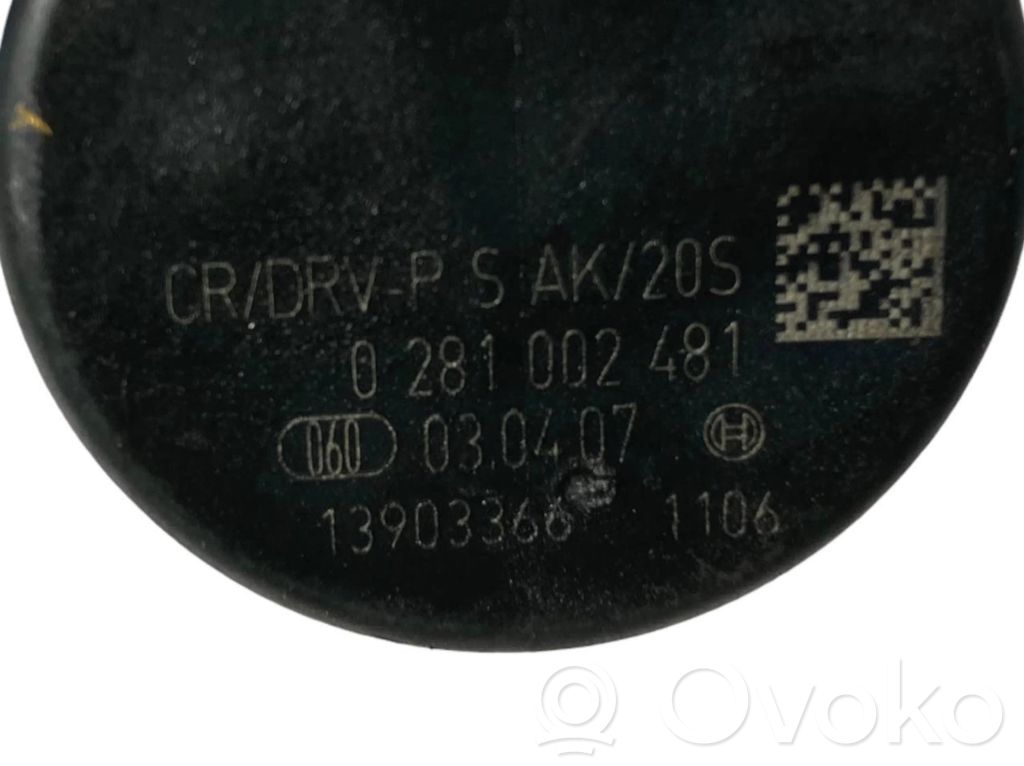 CR/DRV-P S AK/20S
0 281 002 481
060 03.04.07
13903366 1106
Ovoko